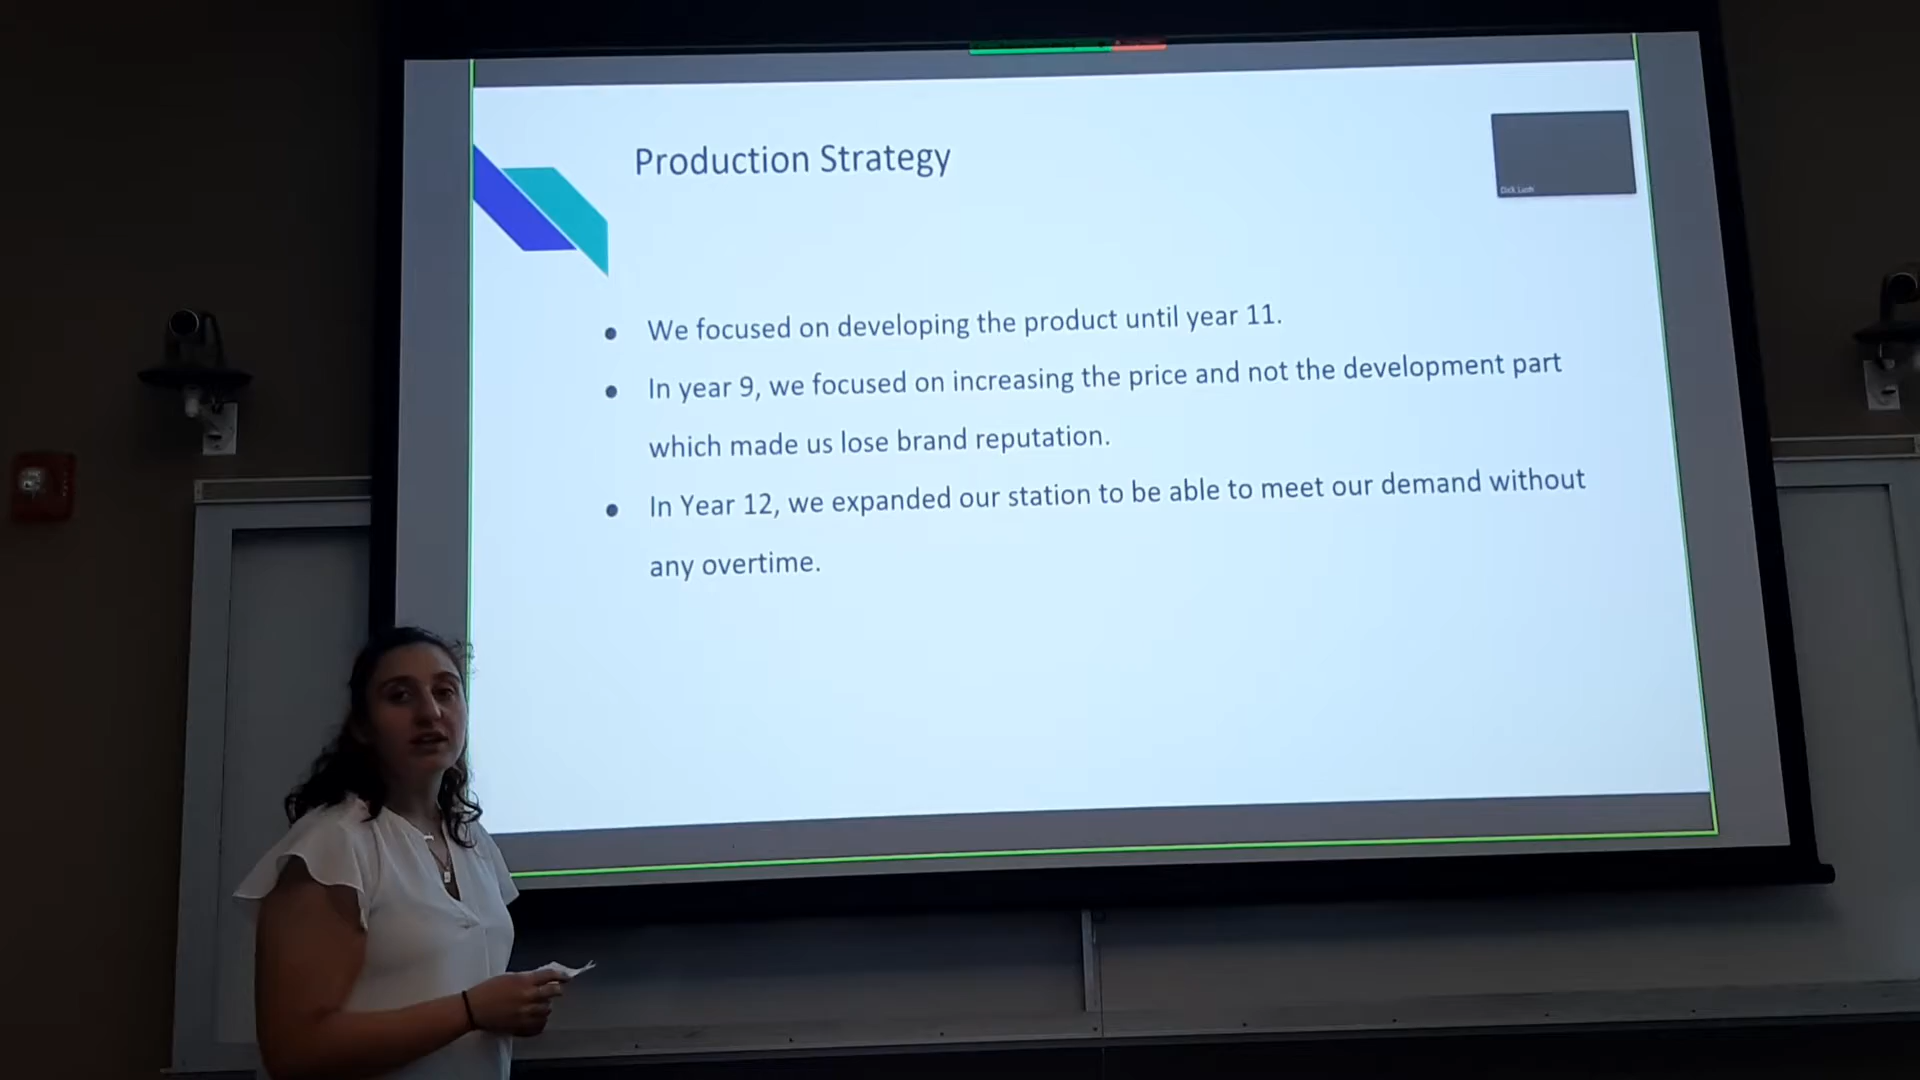 Production Strategy
● We focused on developing the product until year 11.
● In year 9, we focused on increasing the price and not the development part
which made us lose brand reputation.
● In Year 12, we expanded our station to be able to meet our demand without
any overtime.